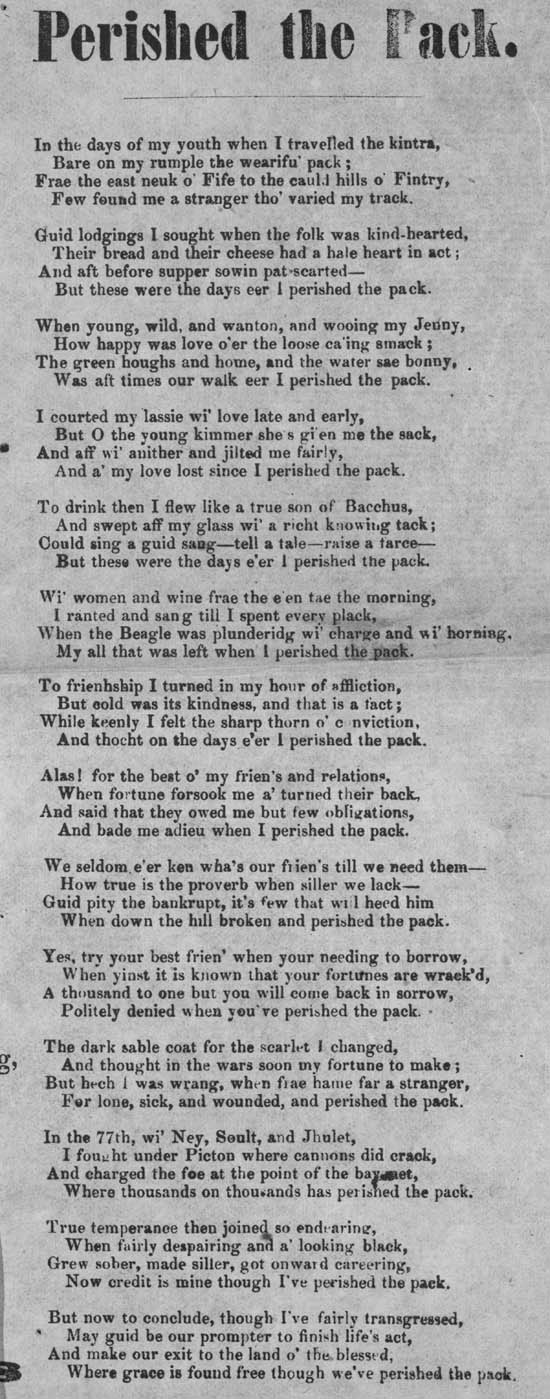 Perished the Pack.
In the days of my youth when I travelled the kintra,
Bare on my rumple the wearifu' pack ;
Frae the east neuk o' Fife to the cauld hills o' Fintry,
Few found me a stranger tho' varied my track.
Guid lodgings I sought when the folk was kind-hearted,
Their bread and their cheese had a hale heart in act ;
And aft before supper sowin pat-scarted—
But these were the days eer I perished the pack.
When young, wild, and wanton, and wooing my Jenny,
How happy was love o'er the loose ca'ing smack ;
The green houghs and home, and the water sae bonny,
Was aft times our walk eer I perished the pack.
I courted my lassie wi' love late and early,
But O the young kimmer she's gi'en me the sack,
And aff wi' anither and jilted me fairly,
And a' my love lost since I perished the pack.
To drink then I flew like a true son of Bacchus,
And swept aff my glass wi' a richt knowing tack ;
Could sing a guid sang—tell a tale—raise a farce—
But these were the days e'er I perished the pack.
Wi' women and wine frae the e'en tae the morning,
I ranted and sang till I spent every plack,
When the Beagle was plunderidg wi' charge and wi' horning,
My all that was left when I perished the pack.
To frienhship I turned in my hour of affliction,
But cold was its kindness, and that is a fact ;
While keenly I felt the sharp thorn o' c nviction,
And thocht on the days e'er I perished the pack.
Alas! for the best o' my frien's and relations,
When fortune forsook me a' turned their back,
And said that they owed me but few obligations,
And bade me adieu when I perished the pack.
We seldom e'er ken wha's our frien's till we need them—
How true is the proverb when siller we lack—
Guid pity the bankrupt, it's few that will heed him
When down the hill broken and perished the pack.
Yes, try your best frien' when your needing to borrow,
When yinst it is known that your fortunes are wrack'd,
A thousand to one but you will come back in sorrow,
Politely denied when you've perished the pack.
The dark sable coat for the scarlet I changed,
And thought in the wars soon my fortune to make ;
But hech I was wrang, when frae hame far a stranger,
For lone, sick, and wounded, and perished the pack.
In the 77th, wi' Ney, Soult, and Jhulet,
I fought under Picton where cannons did crack,
And charged the foe at the point of the bayonet,
Where thousands on thousands has perished the pack.
True temperance then joined so endearing,
When fairly despairing and a' looking black,
Grew sober, made siller, got onward careering,
Now credit is mine though I've perished the pack.
But now to conclude, though I've fairly transgressed,
May guid be our prompter to finish life's act,
And make our exit to the land o' the blessed,
Where grace is found free though we've perished the pack.
g,